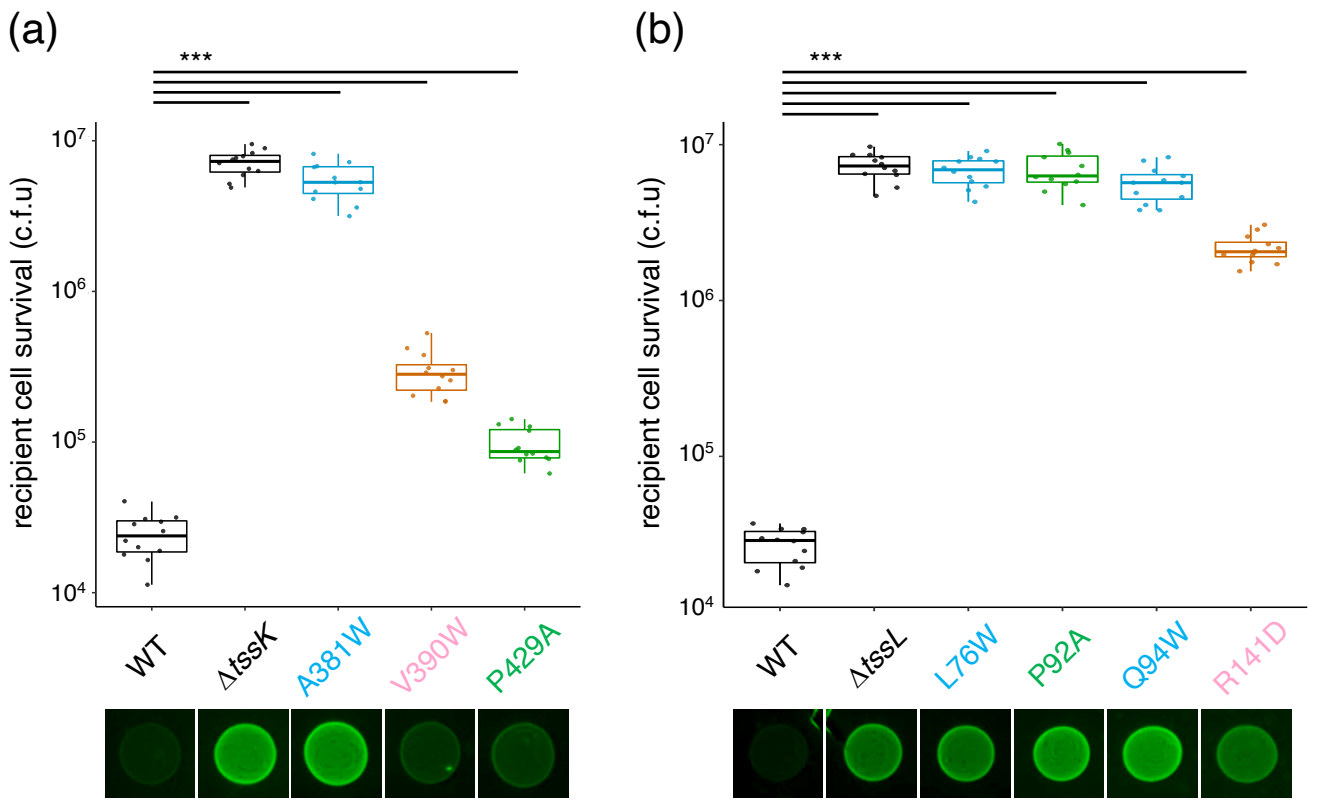 (a)
***
recipient cell survival (c.f.u)
10⁷
10⁶
10⁵
10⁴
WT
ΔtssK
A381W
V390W
P429A
(b)
***
recipient cell survival (c.f.u)
10⁷
10⁶
10⁵
10⁴
WT
ΔtssL
L76W
P92A
Q94W
R141D